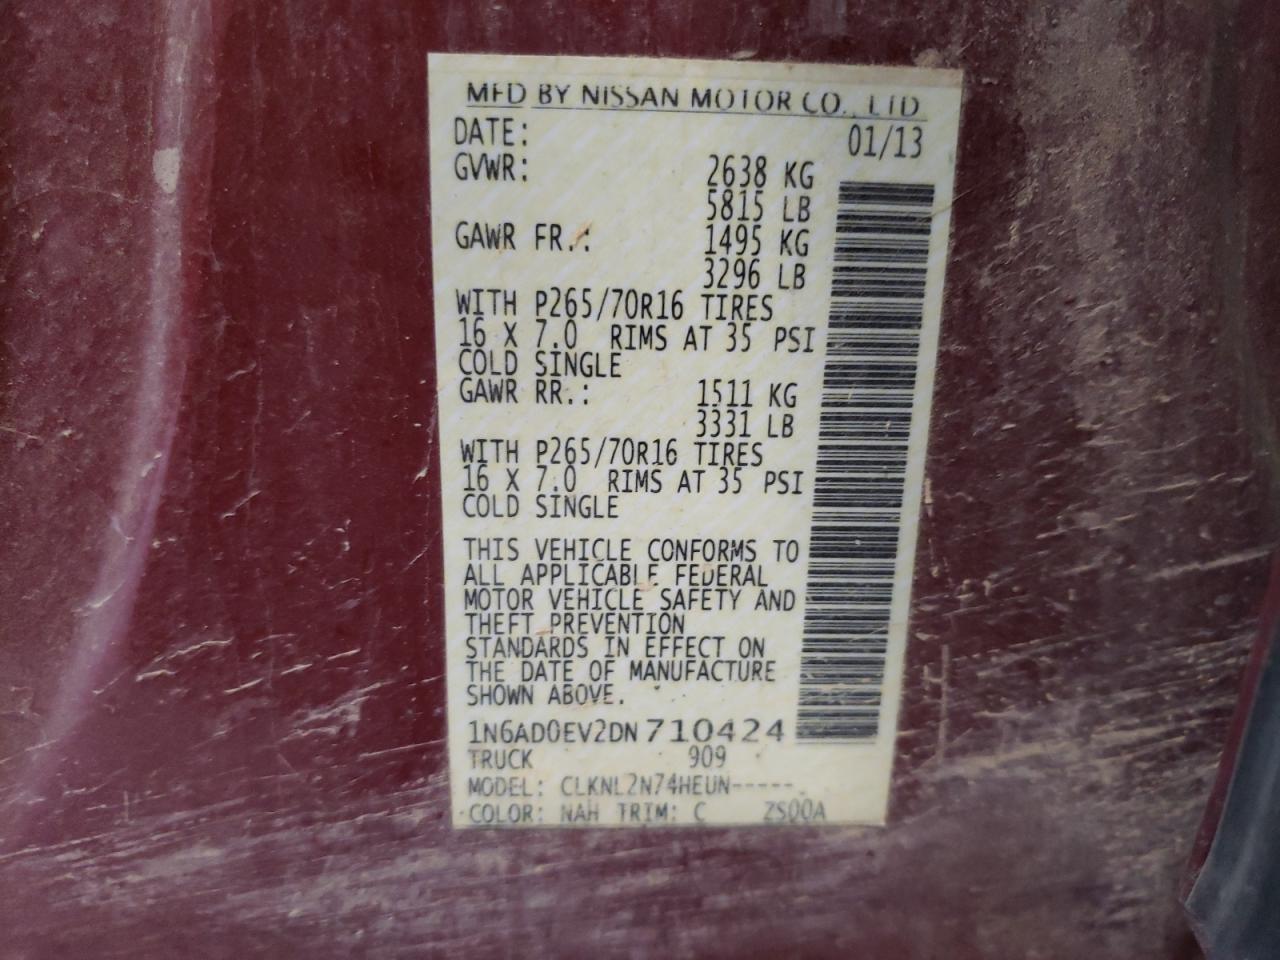 MFD BY NISSAN MOTOR CO., LTD
DATE: 01/13
GVWR: 2638 KG
5815 LB
GAWR FR.: 1495 KG
3296 LB
WITH P265/70R16 TIRES
16 X 7.0 RIMS AT 35 PSI
COLD SINGLE
GAWR RR.: 1511 KG
3331 LB
WITH P265/70R16 TIRES
16 X 7.0 RIMS AT 35 PSI
COLD SINGLE
THIS VEHICLE CONFORMS TO
ALL APPLICABLE FEDERAL
MOTOR VEHICLE SAFETY AND
THEFT PREVENTION
STANDARDS IN EFFECT ON
THE DATE OF MANUFACTURE
SHOWN ABOVE.
1N6AD0EV2DN710424
TRUCK 909
MODEL: CLKNL2N74HEUN-----
COLOR: NAH TRIM: C ZS00A